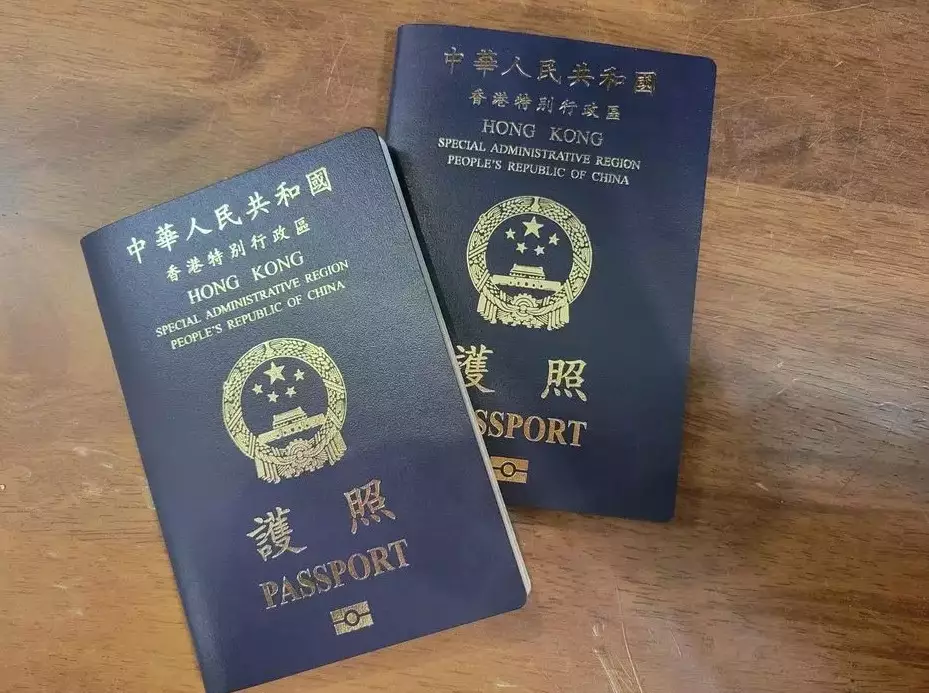 中華人民共和國
香港特別行政區
HONG KONG
SPECIAL ADMINISTRATIVE REGION
PEOPLE'S REPUBLIC OF CHINA
護照
PASSPORT
中華人民共和國
香港特別行政區
HONG KONG
SPECIAL ADMINISTRATIVE REGION
PEOPLE'S REPUBLIC OF CHINA
護照
SSPORT